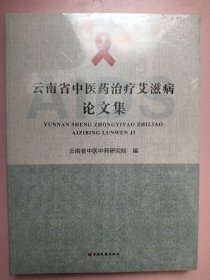 AIDS
云南省中医药治疗艾滋病
论文集
YUNNAN SHENG ZHONGYIYAO ZHILIAO
AIZIBING LUNWEN JI
云南省中医中药研究院 编